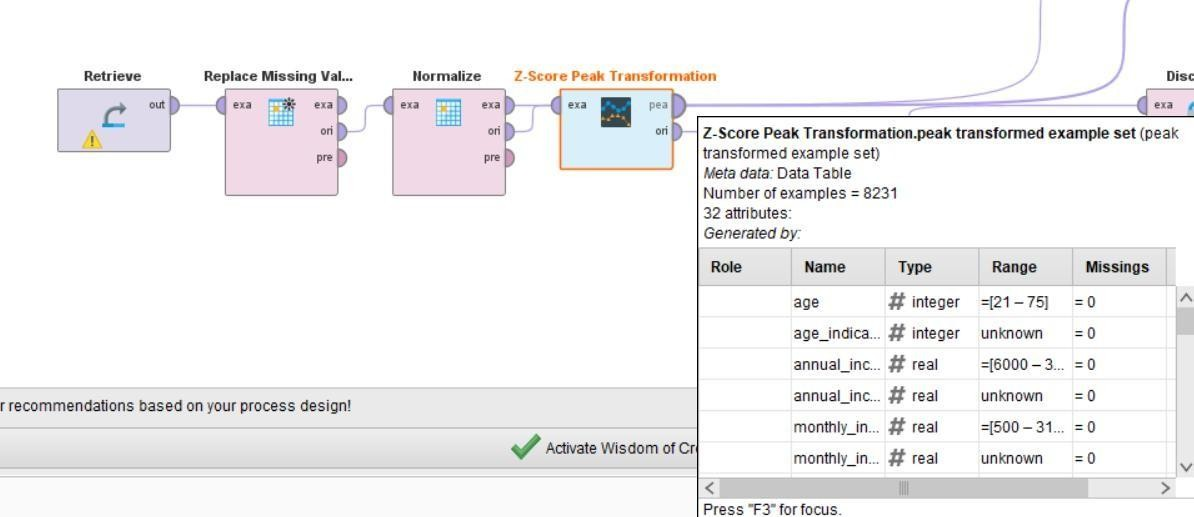 Retrieve
Replace Missing Val...
Normalize
Z-Score Peak Transformation
Disc
out
exa
exa
ori
pre
exa
exa
ori
pre
exa
pea
ori
exa
Z-Score Peak Transformation.peak transformed example set (peak
transformed example set)
Meta data: Data Table
Number of examples = 8231
32 attributes:
Generated by:
Role Name Type Range Missings
age # integer =[21 – 75] = 0
age_indica... # integer unknown = 0
annual_inc... # real =[6000 – 3... = 0
annual_inc... # real unknown = 0
monthly_in... # real =[500 – 31... = 0
monthly_in... # real unknown = 0
Press "F3" for focus.
r recommendations based on your process design!
Activate Wisdom of Cr